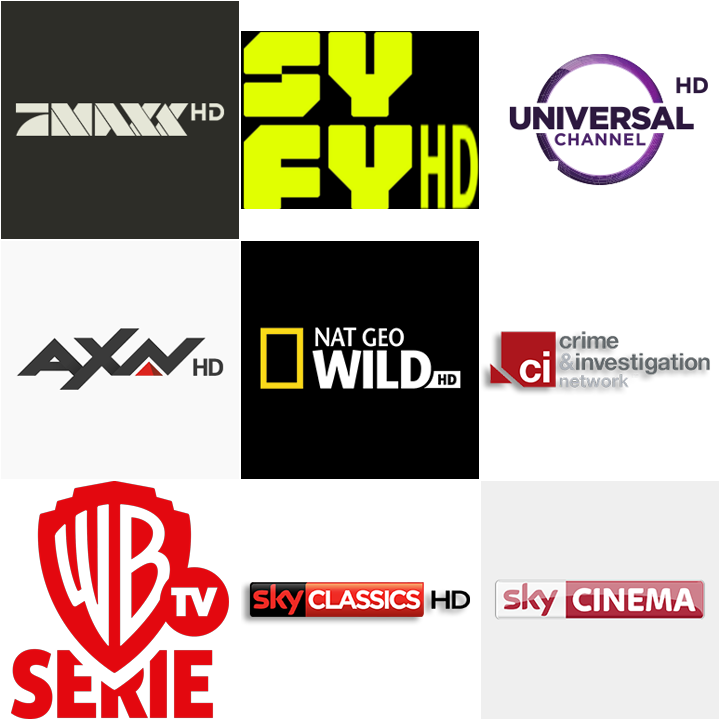 7MAXX HD
SY
FY HD
UNIVERSAL HD
CHANNEL
AXN HD
NAT GEO
WILD HD
ci crime
&investigation
network
WB
TV
SERIE
sky CLASSICS HD
sky CINEMA